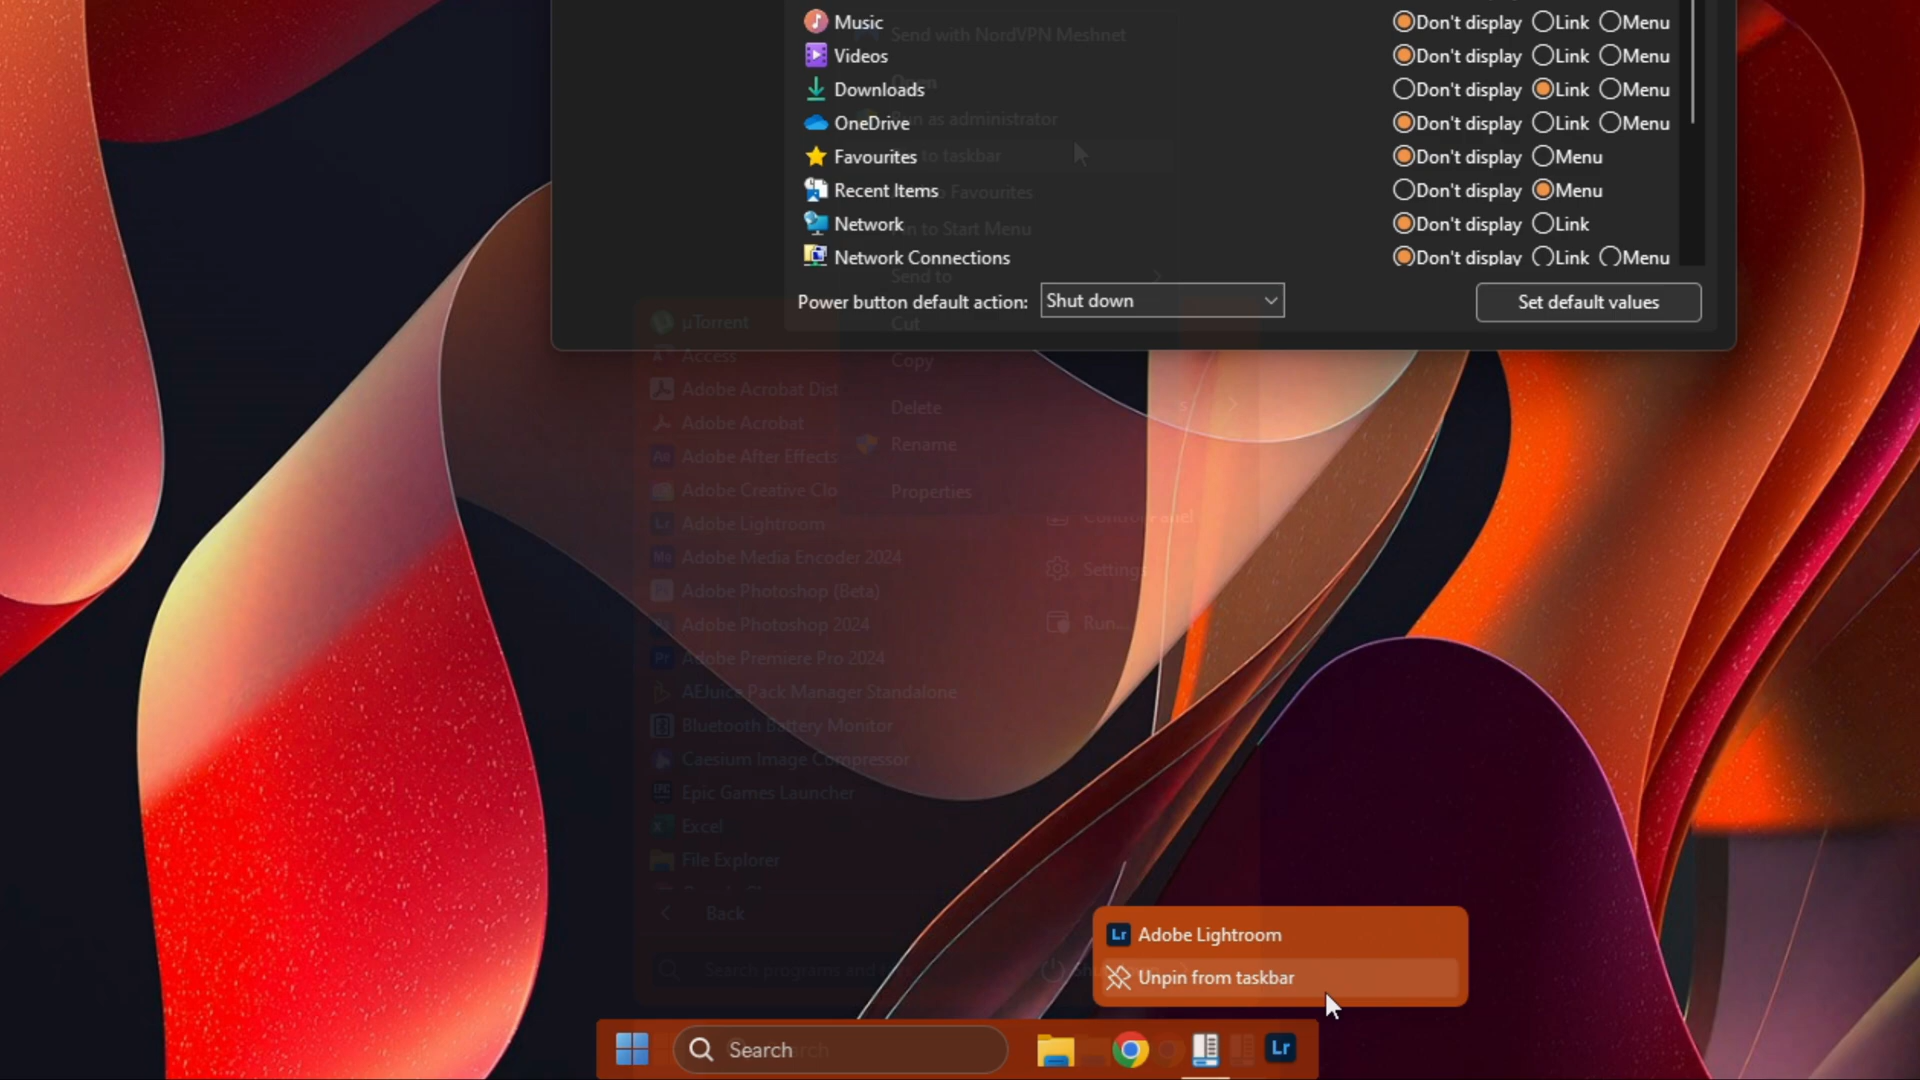 Music Don't display Link Menu
Send with NordVPN Meshnet
Videos Don't display Link Menu
Open
Downloads Don't display Link Menu
as administrator
OneDrive Don't display Link Menu
to taskbar
Favourites Don't display Menu
Favourites
Recent Items Don't display Menu
Network Don't display Link
to Start Menu
Network Connections Don't display Link Menu
Send to
Power button default action: Shut down Set default values
µTorrent
Cut
Access
Copy
Adobe Acrobat Dist
Delete
Adobe Acrobat
Rename
Adobe After Effects
Adobe Creative Clo
Properties
Adobe Lightroom
Control Panel
Adobe Media Encoder 2024
Settings
Adobe Photoshop (Beta)
Adobe Photoshop 2024
Run...
Adobe Premiere Pro 2024
AEJuice Pack Manager Standalone
Bluetooth Battery Monitor
Caesium Image Compressor
Epic Games Launcher
Excel
File Explorer
Back
Lr Adobe Lightroom
Search programs and
Unpin from taskbar
Search
Lr